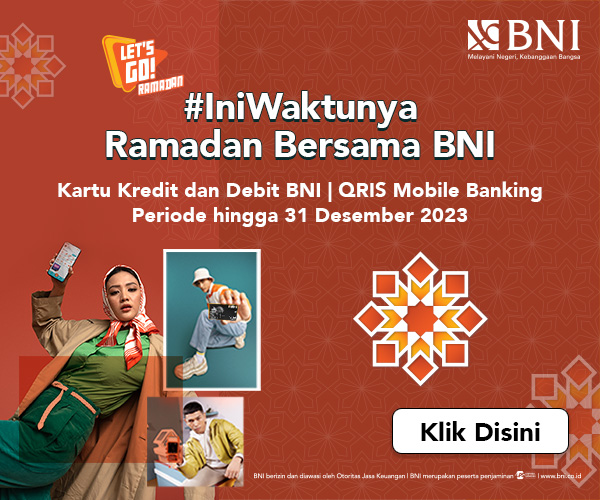 LET'S
GO!
RAMADAN
BNI
Melayani Negeri, Kebanggaan Bangsa
#IniWaktunya
Ramadan Bersama BNI
Kartu Kredit dan Debit BNI | QRIS Mobile Banking
Periode hingga 31 Desember 2023
Klik Disini
BNI berizin dan diawasi oleh Otoritas Jasa Keuangan | BNI merupakan peserta penjaminan | www.bni.co.id